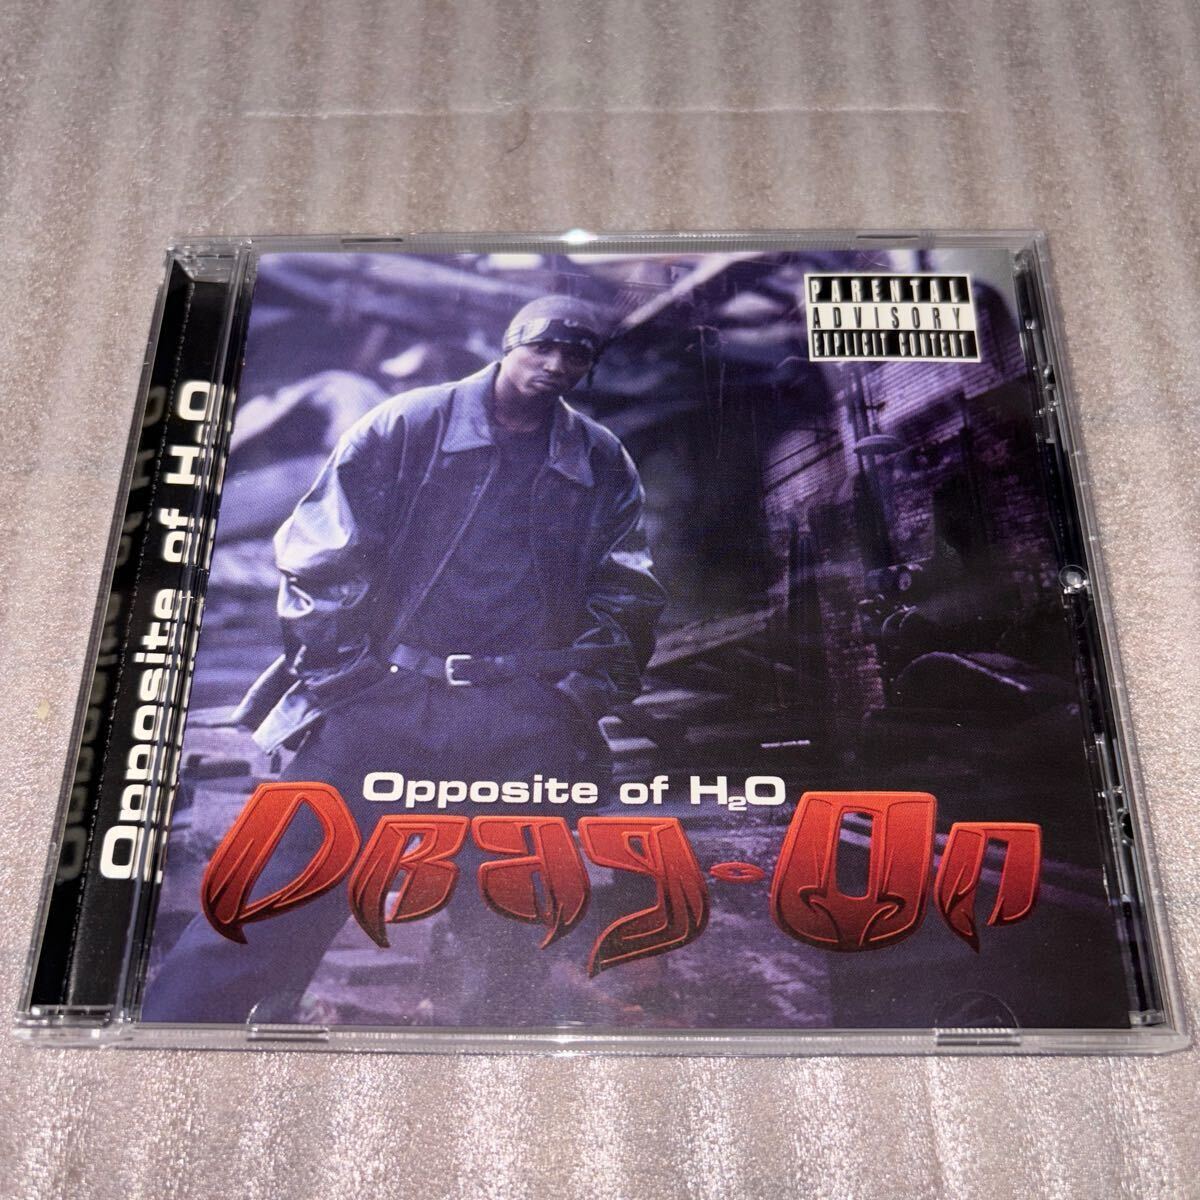 PARENTAL
ADVISORY
EXPLICIT CONTENT
Opposite of H₂O
Opposite of H₂O
Drag-On